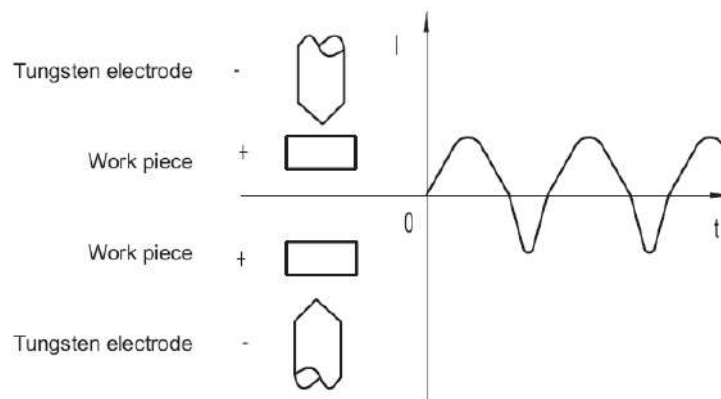 I
Tungsten electrode -
Work piece +
0
t
Work piece +
Tungsten electrode -